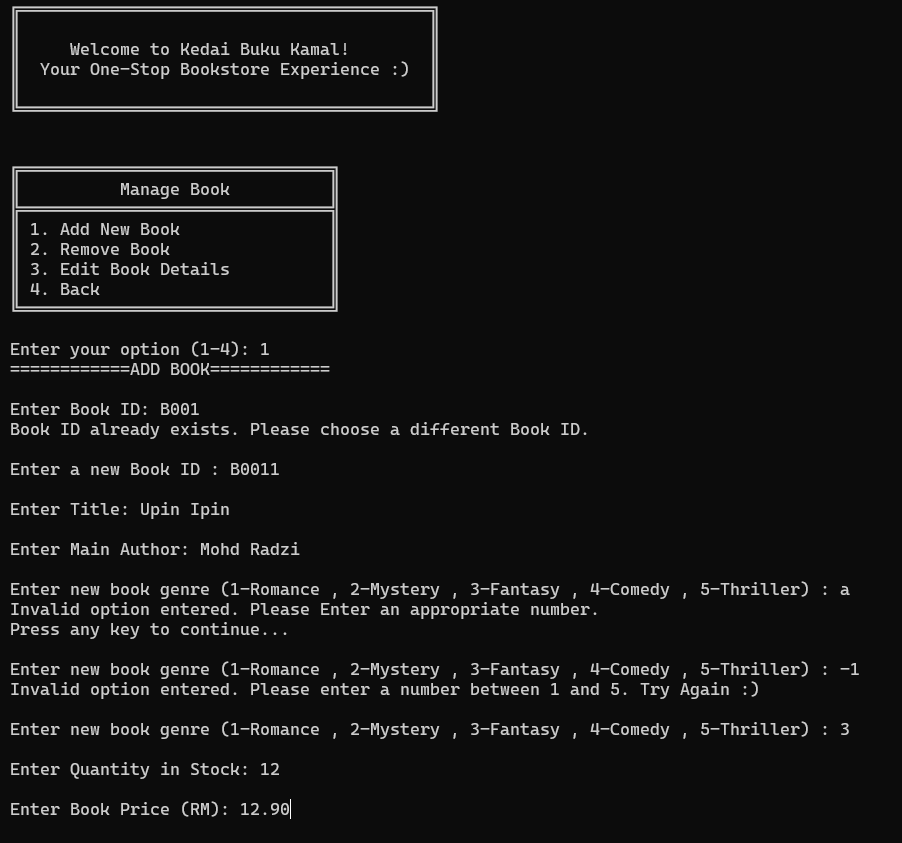 Welcome to Kedai Buku Kamal!
Your One-Stop Bookstore Experience :)
Manage Book
1. Add New Book
2. Remove Book
3. Edit Book Details
4. Back
Enter your option (1-4): 1
============ADD BOOK============
Enter Book ID: B001
Book ID already exists. Please choose a different Book ID.
Enter a new Book ID : B0011
Enter Title: Upin Ipin
Enter Main Author: Mohd Radzi
Enter new book genre (1-Romance , 2-Mystery , 3-Fantasy , 4-Comedy , 5-Thriller) : a
Invalid option entered. Please Enter an appropriate number.
Press any key to continue...
Enter new book genre (1-Romance , 2-Mystery , 3-Fantasy , 4-Comedy , 5-Thriller) : -1
Invalid option entered. Please enter a number between 1 and 5. Try Again :)
Enter new book genre (1-Romance , 2-Mystery , 3-Fantasy , 4-Comedy , 5-Thriller) : 3
Enter Quantity in Stock: 12
Enter Book Price (RM): 12.90